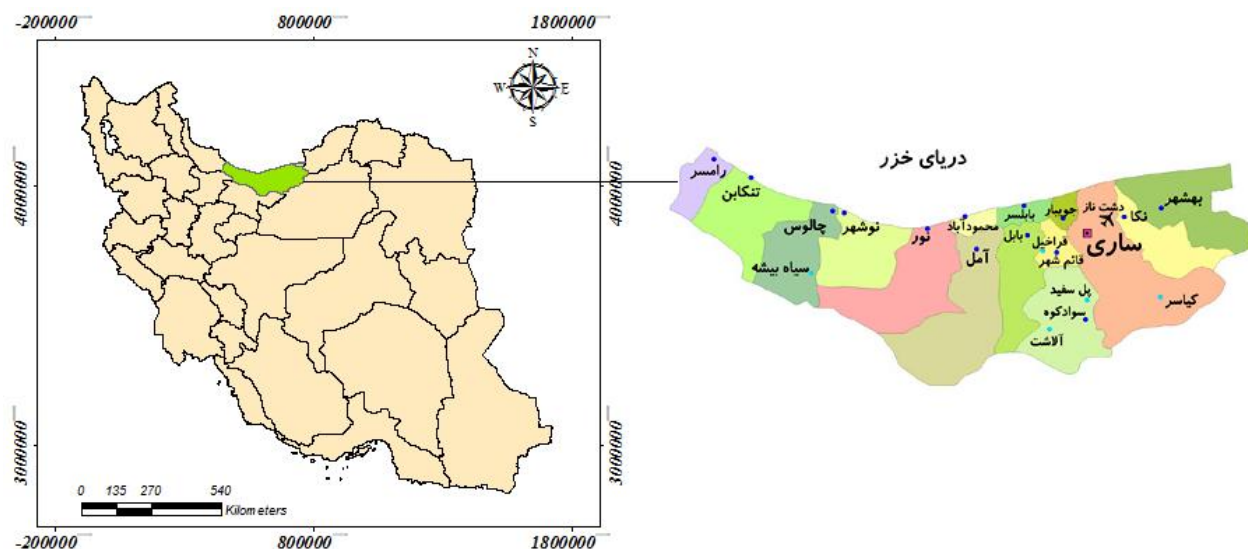 -200000
800000
1800000
N
W
E
S
4000000
4000000
3000000
3000000
0
135
270
540
Kilometers
-200000
800000
1800000
دریای خزر
رامسر
تنکابن
چالوس
نوشهر
سیاه بیشه
نور
محمودآباد
آمل
بابلسر
بابل
جویبار
دشت ناز
نکا
بهشهر
ساری
قراخیل
قائم شهر
پل سفید
سوادکوه
آلاشت
کیاسر